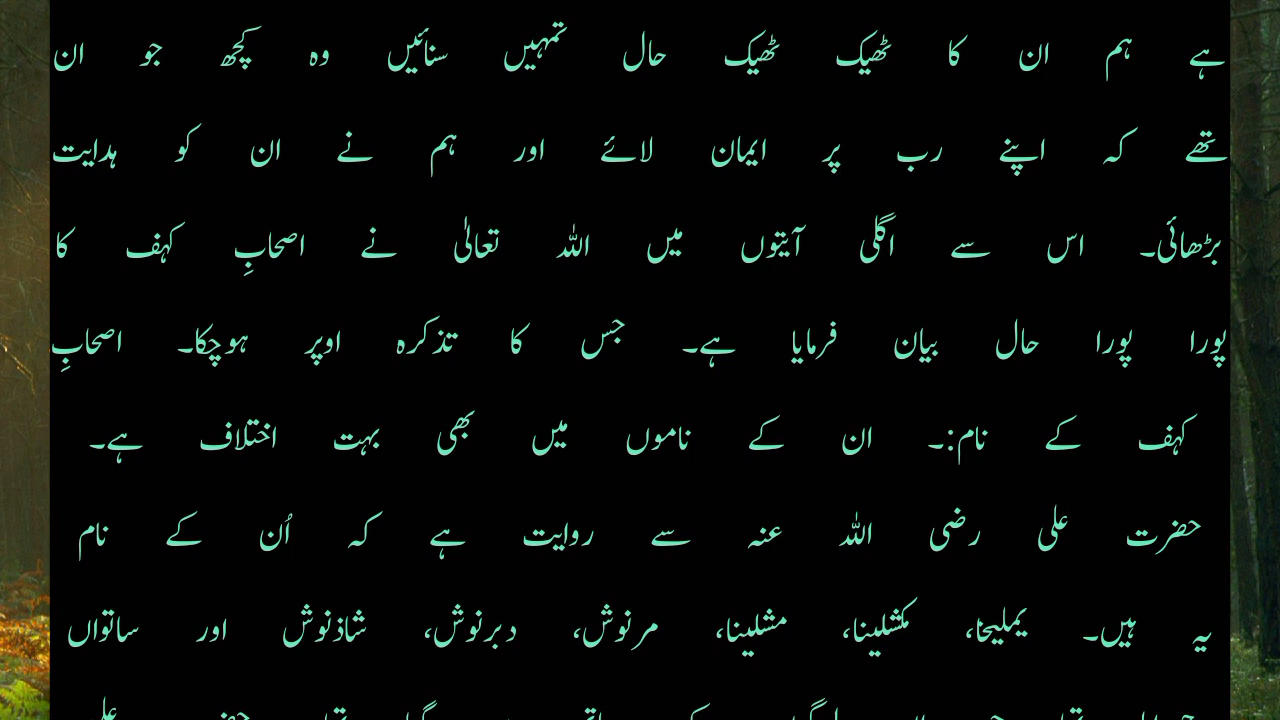 ہے ہم ان کا ٹھیک ٹھیک حال تمہیں سنائیں وہ کچھ جو ان
تھے کہ اپنے رب پر ایمان لائے اور ہم نے ان کو ہدایت
بڑھائی۔ اس سے اگلی آیتوں میں اللہ تعالیٰ نے اصحابِ کہف کا
پورا پورا حال بیان فرمایا ہے۔ جس کا تذکرہ اوپر ہوچکا۔ اصحابِ
کہف کے نام:۔ ان کے ناموں میں بھی بہت اختلاف ہے۔
حضرت علی رضی اللہ عنہ سے روایت ہے کہ اُن کے نام
یہ ہیں۔ یملیخا، مکشلینا، مشلینا، مرنوش، دبرنوش، شاذنوش اور ساتواں